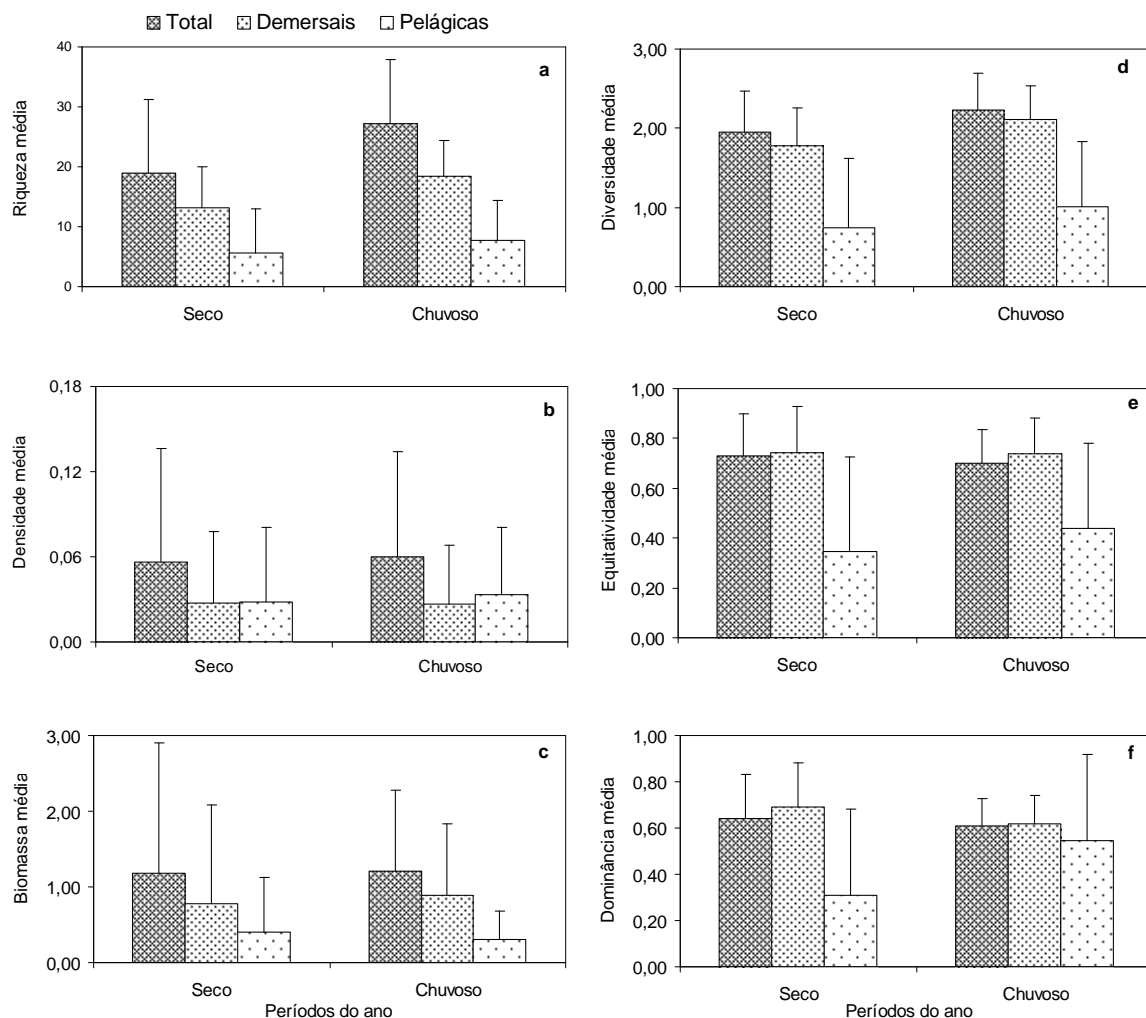 Total Demersais Pelágicas
a
Riqueza média
40
30
20
10
0
Seco Chuvoso
d
Diversidade média
3,00
2,00
1,00
0,00
Seco Chuvoso
b
Densidade média
0,18
0,12
0,06
0,00
Seco Chuvoso
e
Equitatividade média
1,00
0,80
0,60
0,40
0,20
0,00
Seco Chuvoso
c
Biomassa média
3,00
2,00
1,00
0,00
Seco Chuvoso
Períodos do ano
f
Dominância média
1,00
0,80
0,60
0,40
0,20
0,00
Seco Chuvoso
Períodos do ano